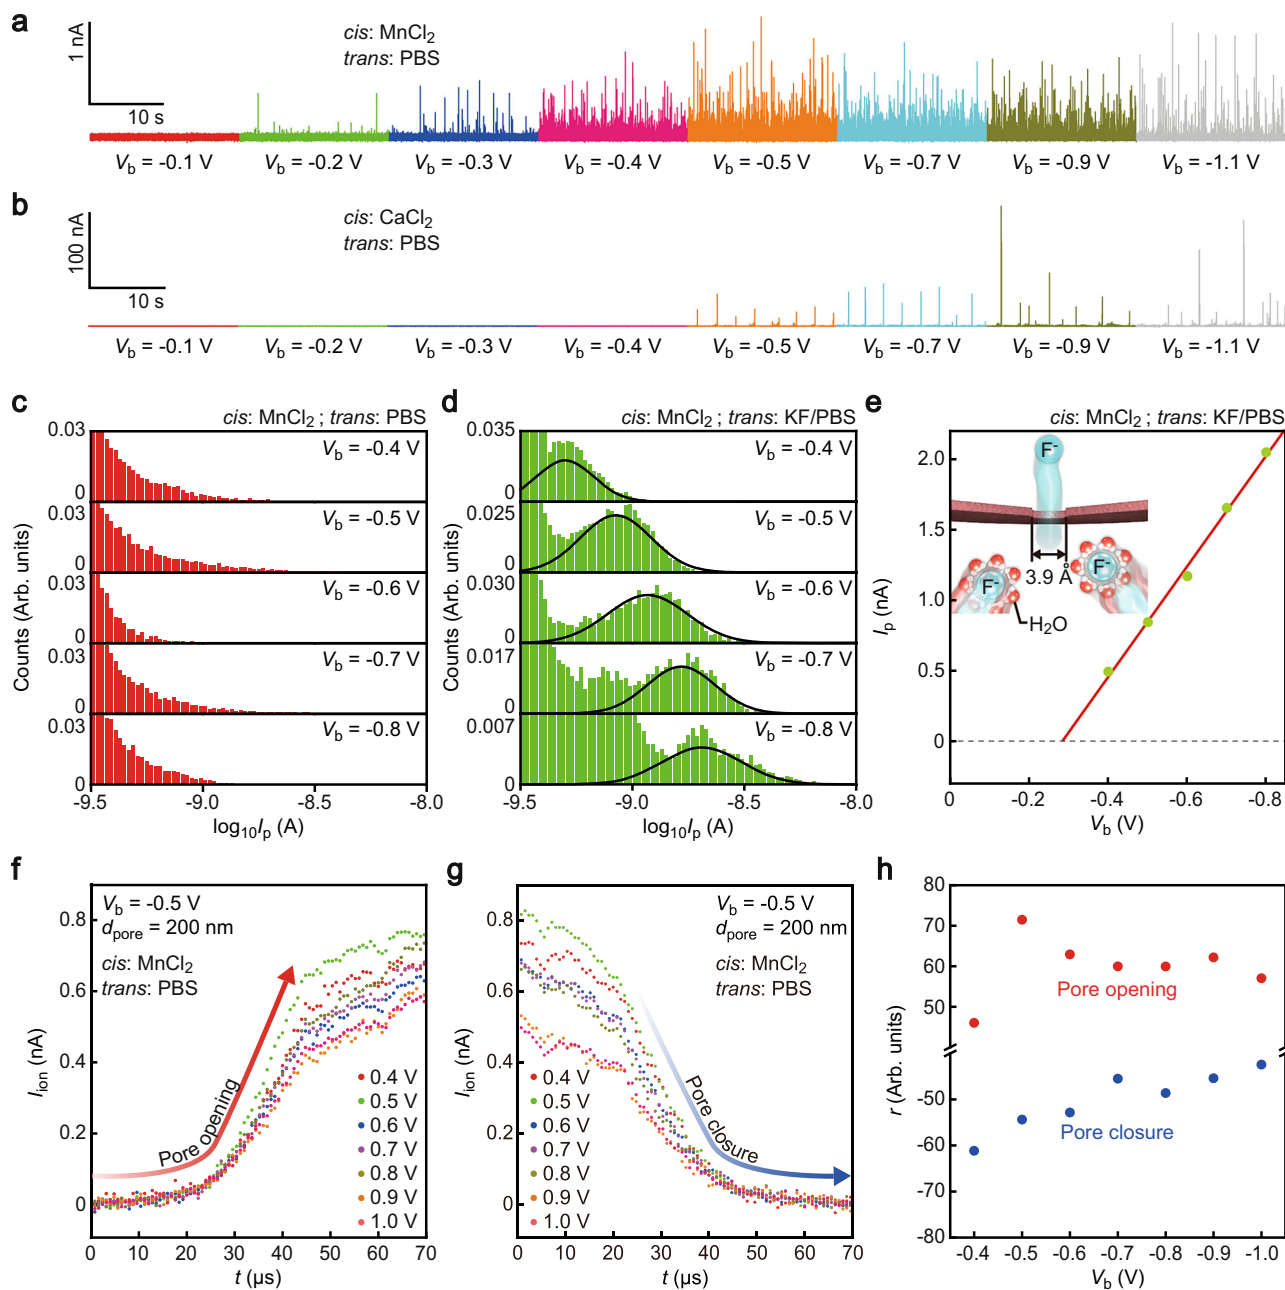 a
1 nA
10 s
cis: MnCl2
trans: PBS
Vb = -0.1 V
Vb = -0.2 V
Vb = -0.3 V
Vb = -0.4 V
Vb = -0.5 V
Vb = -0.7 V
Vb = -0.9 V
Vb = -1.1 V
b
100 nA
10 s
cis: CaCl2
trans: PBS
Vb = -0.1 V
Vb = -0.2 V
Vb = -0.3 V
Vb = -0.4 V
Vb = -0.5 V
Vb = -0.7 V
Vb = -0.9 V
Vb = -1.1 V
c
cis: MnCl2 ; trans: PBS
Counts (Arb. units)
0.03
0
Vb = -0.4 V
0.03
0
Vb = -0.5 V
0.03
0
Vb = -0.6 V
0.03
0
Vb = -0.7 V
0.03
0
Vb = -0.8 V
-9.5
-9.0
-8.5
-8.0
log10Ip (A)
d
cis: MnCl2 ; trans: KF/PBS
Counts (Arb. units)
0.035
0
Vb = -0.4 V
0.025
0
Vb = -0.5 V
0.030
0
Vb = -0.6 V
0.017
0
Vb = -0.7 V
0.007
0
Vb = -0.8 V
-9.5
-9.0
-8.5
-8.0
log10Ip (A)
e
cis: MnCl2 ; trans: KF/PBS
Ip (nA)
2.0
1.5
1.0
0.5
0
F-
3.9 Å
F-
F-
H2O
0
-0.2
-0.4
-0.6
-0.8
Vb (V)
f
Iion (nA)
0.8
0.6
0.4
0.2
0
Vb = -0.5 V
dpore = 200 nm
cis: MnCl2
trans: PBS
Pore opening
0.4 V
0.5 V
0.6 V
0.7 V
0.8 V
0.9 V
1.0 V
0
10
20
30
40
50
60
70
t (µs)
g
Iion (nA)
0.8
0.6
0.4
0.2
0
Vb = -0.5 V
dpore = 200 nm
cis: MnCl2
trans: PBS
Pore closure
0.4 V
0.5 V
0.6 V
0.7 V
0.8 V
0.9 V
1.0 V
0
10
20
30
40
50
60
70
t (µs)
h
r (Arb. units)
80
70
60
50
-50
-60
-70
-80
Pore opening
Pore closure
-0.4
-0.5
-0.6
-0.7
-0.8
-0.9
-1.0
Vb (V)